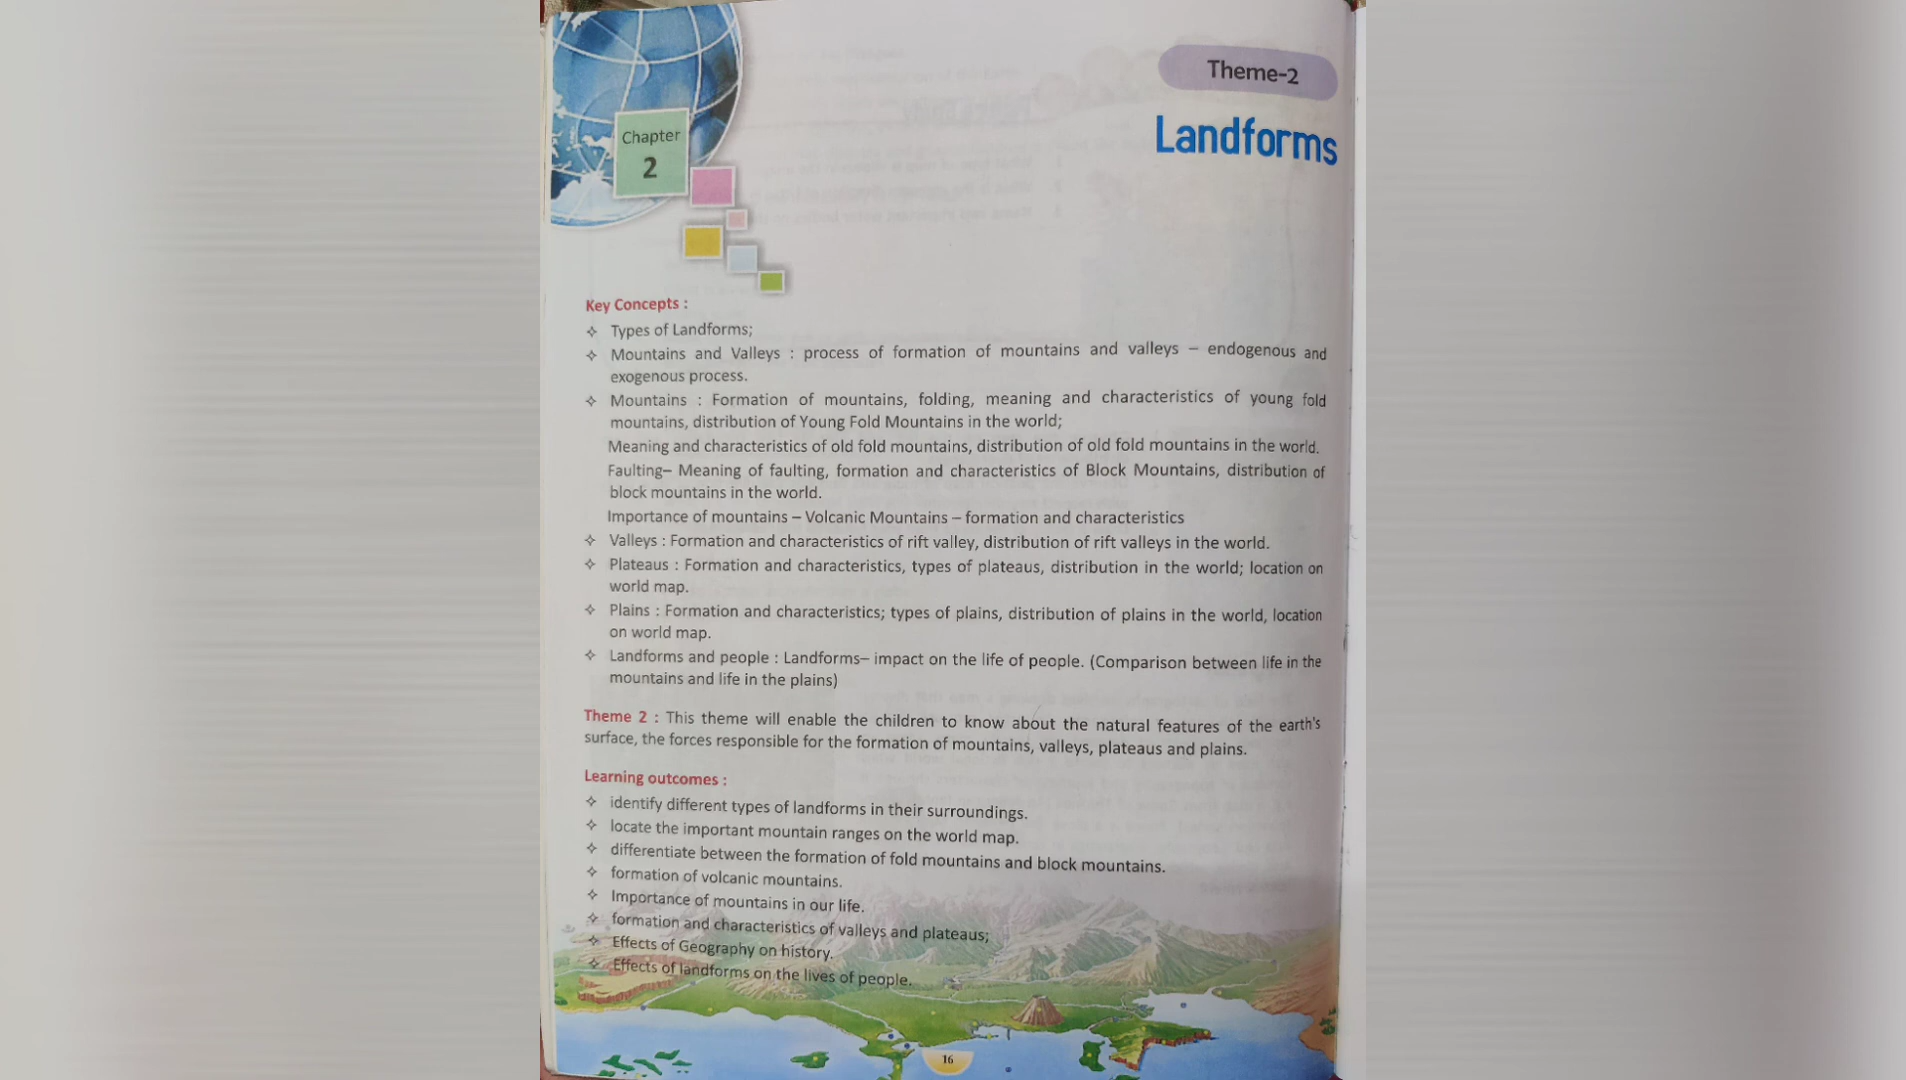 Theme-2
Landforms
Chapter
2
Key Concepts :
✧ Types of Landforms;
✧ Mountains and Valleys : process of formation of mountains and valleys – endogenous and
exogenous process.
✧ Mountains : Formation of mountains, folding, meaning and characteristics of young fold
mountains, distribution of Young Fold Mountains in the world;
Meaning and characteristics of old fold mountains, distribution of old fold mountains in the world.
Faulting– Meaning of faulting, formation and characteristics of Block Mountains, distribution of
block mountains in the world.
Importance of mountains – Volcanic Mountains – formation and characteristics
✧ Valleys : Formation and characteristics of rift valley, distribution of rift valleys in the world.
✧ Plateaus : Formation and characteristics, types of plateaus, distribution in the world; location on
world map.
✧ Plains : Formation and characteristics; types of plains, distribution of plains in the world, location
on world map.
✧ Landforms and people : Landforms– impact on the life of people. (Comparison between life in the
mountains and life in the plains)
Theme 2 : This theme will enable the children to know about the natural features of the earth's
surface, the forces responsible for the formation of mountains, valleys, plateaus and plains.
Learning outcomes :
✧ identify different types of landforms in their surroundings.
✧ locate the important mountain ranges on the world map.
✧ differentiate between the formation of fold mountains and block mountains.
✧ formation of volcanic mountains.
✧ Importance of mountains in our life.
✧ formation and characteristics of valleys and plateaus;
✧ Effects of Geography on history.
✧ Effects of landforms on the lives of people.
16